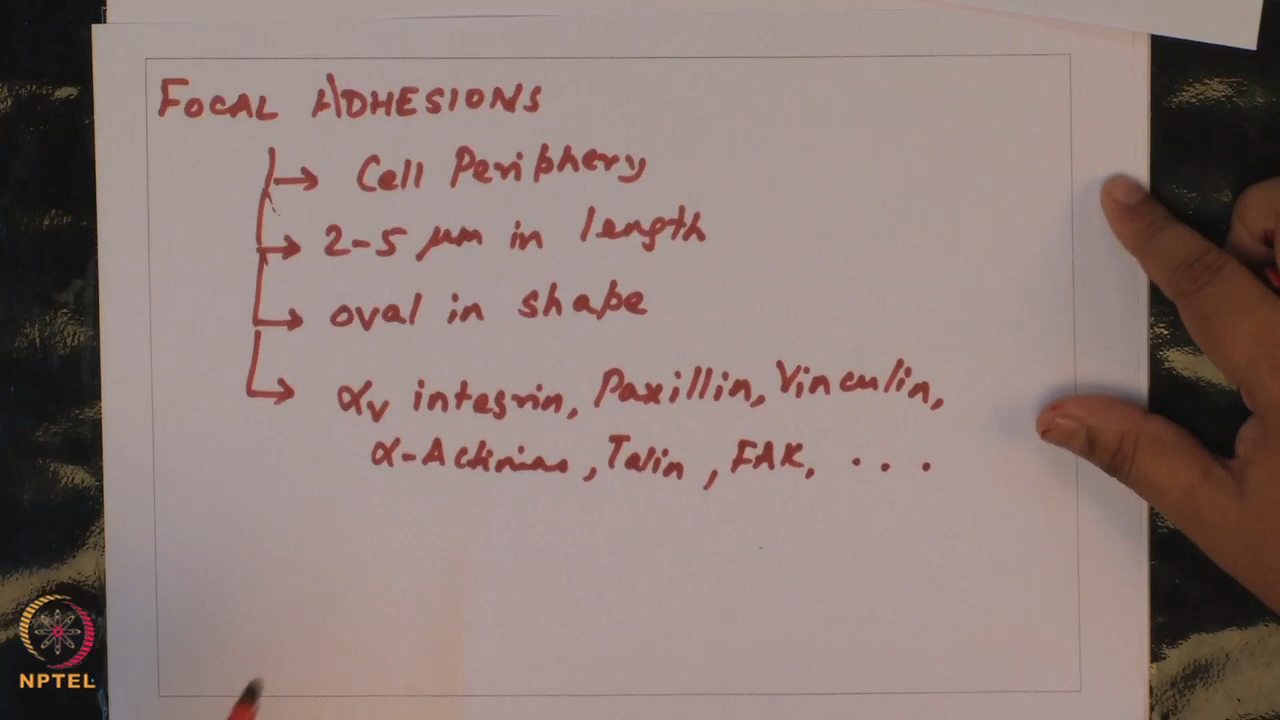 FOCAL ADHESIONS
→ Cell Periphery
→ 2-5 μm in length
→ oval in shape
→ αv integrin, Paxillin, Vinculin,
α-Actinin, Talin, FAK, . . .
NPTEL